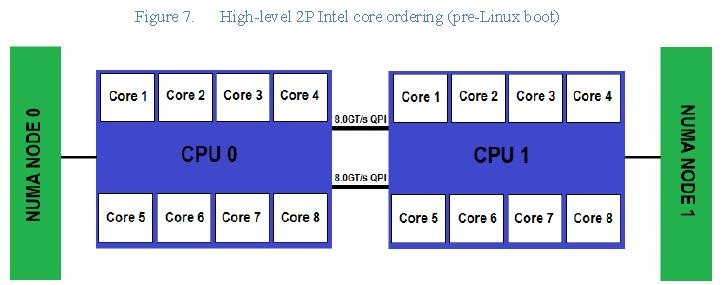 Figure 7. High-level 2P Intel core ordering (pre-Linux boot)
NUMA NODE 0
Core 1 Core 2 Core 3 Core 4
CPU 0
Core 5 Core 6 Core 7 Core 8
8.0GT/s QPI
8.0GT/s QPI
Core 1 Core 2 Core 3 Core 4
CPU 1
Core 5 Core 6 Core 7 Core 8
NUMA NODE 1